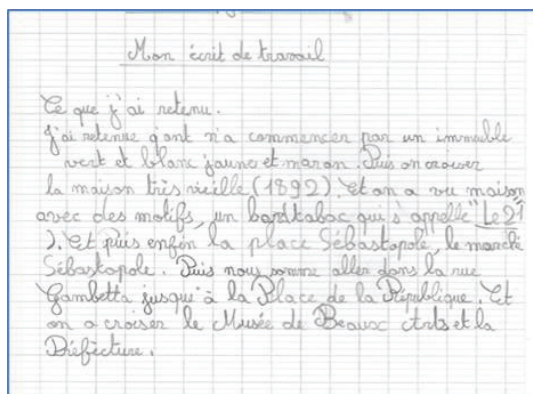 Mon écrit de travail
Ce que j'ai retenu.
j'ai retenue q'ont n'a commencer par un immeuble
vert et blanc jaune et maron. Puis on croiser
la maison très vieille (1892). Et on a vu maison
avec des motifs, un bardtabac qui s'appelle "Le 21"
). Et puis enfin la place Sébastopole, le marché
Sébastopole. Puis nous somme aller dans la rue
Gambetta jusqu'à la Place de la République. Et
on a croiser le Musée de Beaux Arts et la
Préfecture.